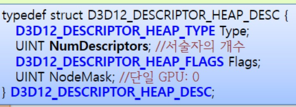 typedef struct D3D12_DESCRIPTOR_HEAP_DESC {
D3D12_DESCRIPTOR_HEAP_TYPE Type;
UINT NumDescriptors; //서술자의 개수
D3D12_DESCRIPTOR_HEAP_FLAGS Flags;
UINT NodeMask; //단일 GPU: 0
} D3D12_DESCRIPTOR_HEAP_DESC;